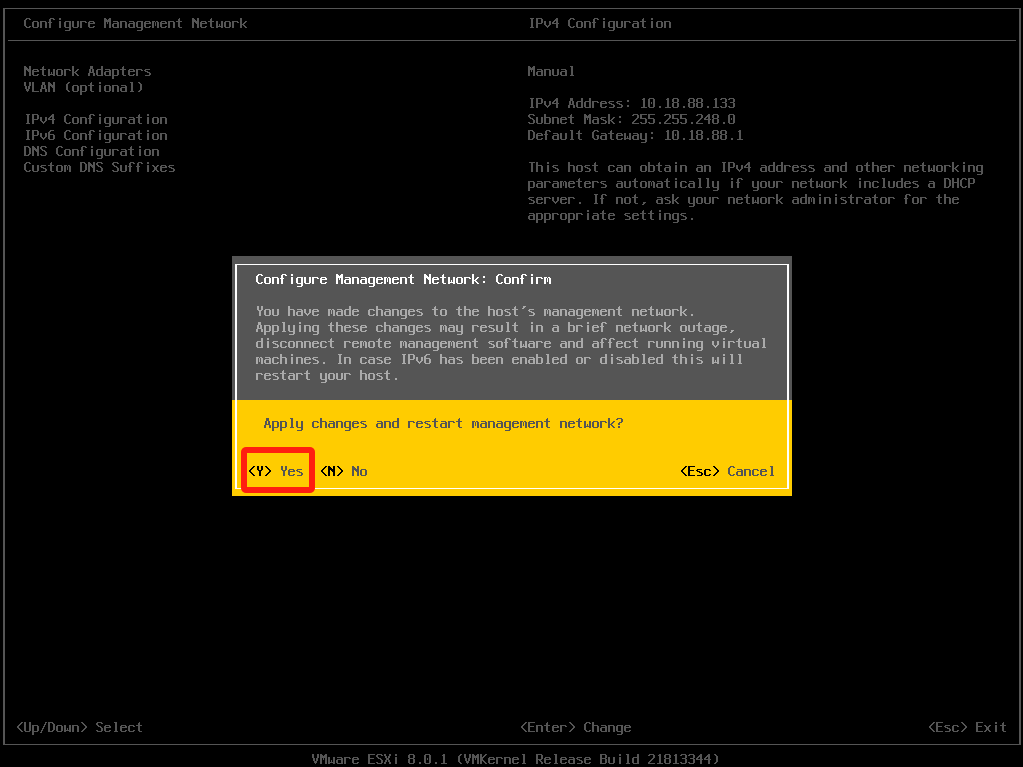 Configure Management Network
IPv4 Configuration
Network Adapters
VLAN (optional)
IPv4 Configuration
IPv6 Configuration
DNS Configuration
Custom DNS Suffixes
Manual
IPv4 Address: 10.18.88.133
Subnet Mask: 255.255.248.0
Default Gateway: 10.18.88.1
This host can obtain an IPv4 address and other networking
parameters automatically if your network includes a DHCP
server. If not, ask your network administrator for the
appropriate settings.
Configure Management Network: Confirm
You have made changes to the host's management network.
Applying these changes may result in a brief network outage,
disconnect remote management software and affect running virtual
machines. In case IPv6 has been enabled or disabled this will
restart your host.
Apply changes and restart management network?
<Y> Yes <N> No <Esc> Cancel
<Up/Down> Select <Enter> Change <Esc> Exit
VMware ESXi 8.0.1 (VMKernel Release Build 21813344)